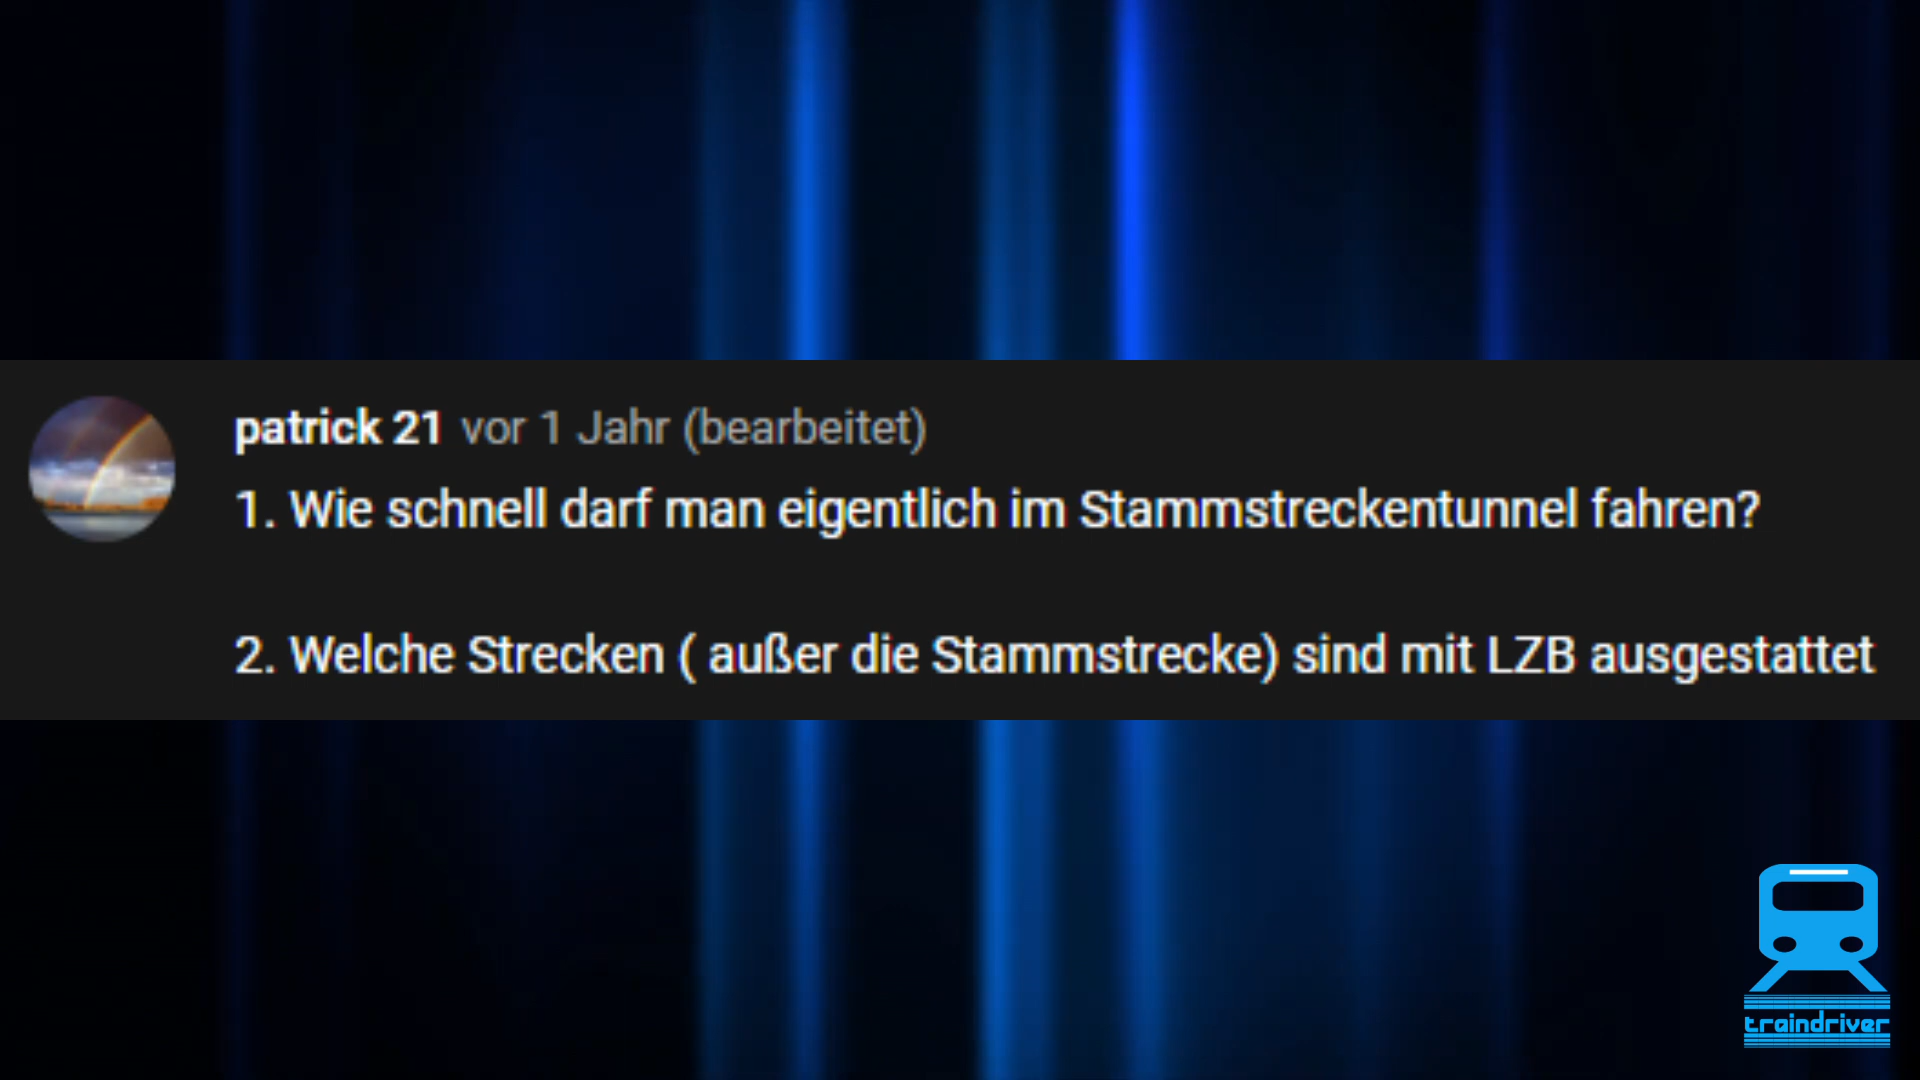 patrick 21 vor 1 Jahr (bearbeitet)
1. Wie schnell darf man eigentlich im Stammstreckentunnel fahren?
2. Welche Strecken ( außer die Stammstrecke) sind mit LZB ausgestattet
traindriver